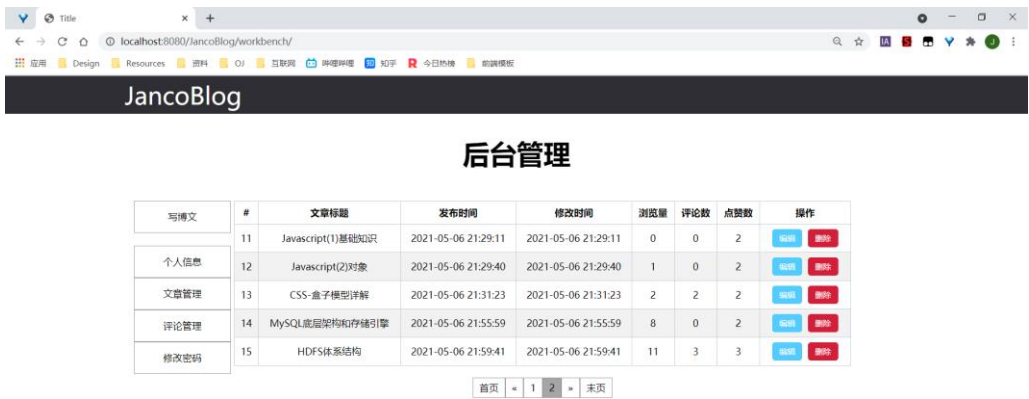 Title
localhost:8080/JancoBlog/workbench/
应用 Design Resources 资料 OJ 互联网 哔哩哔哩 知乎 今日热榜 前端模板
JancoBlog
后台管理
写博文
个人信息
文章管理
评论管理
修改密码
# 文章标题 发布时间 修改时间 浏览量 评论数 点赞数 操作
11 Javascript(1)基础知识 2021-05-06 21:29:11 2021-05-06 21:29:11 0 0 2 编辑 删除
12 Javascript(2)对象 2021-05-06 21:29:40 2021-05-06 21:29:40 1 0 2 编辑 删除
13 CSS-盒子模型详解 2021-05-06 21:31:23 2021-05-06 21:31:23 2 2 2 编辑 删除
14 MySQL底层架构和存储引擎 2021-05-06 21:55:59 2021-05-06 21:55:59 8 0 2 编辑 删除
15 HDFS体系结构 2021-05-06 21:59:41 2021-05-06 21:59:41 11 3 3 编辑 删除
首页 « 1 2 » 末页